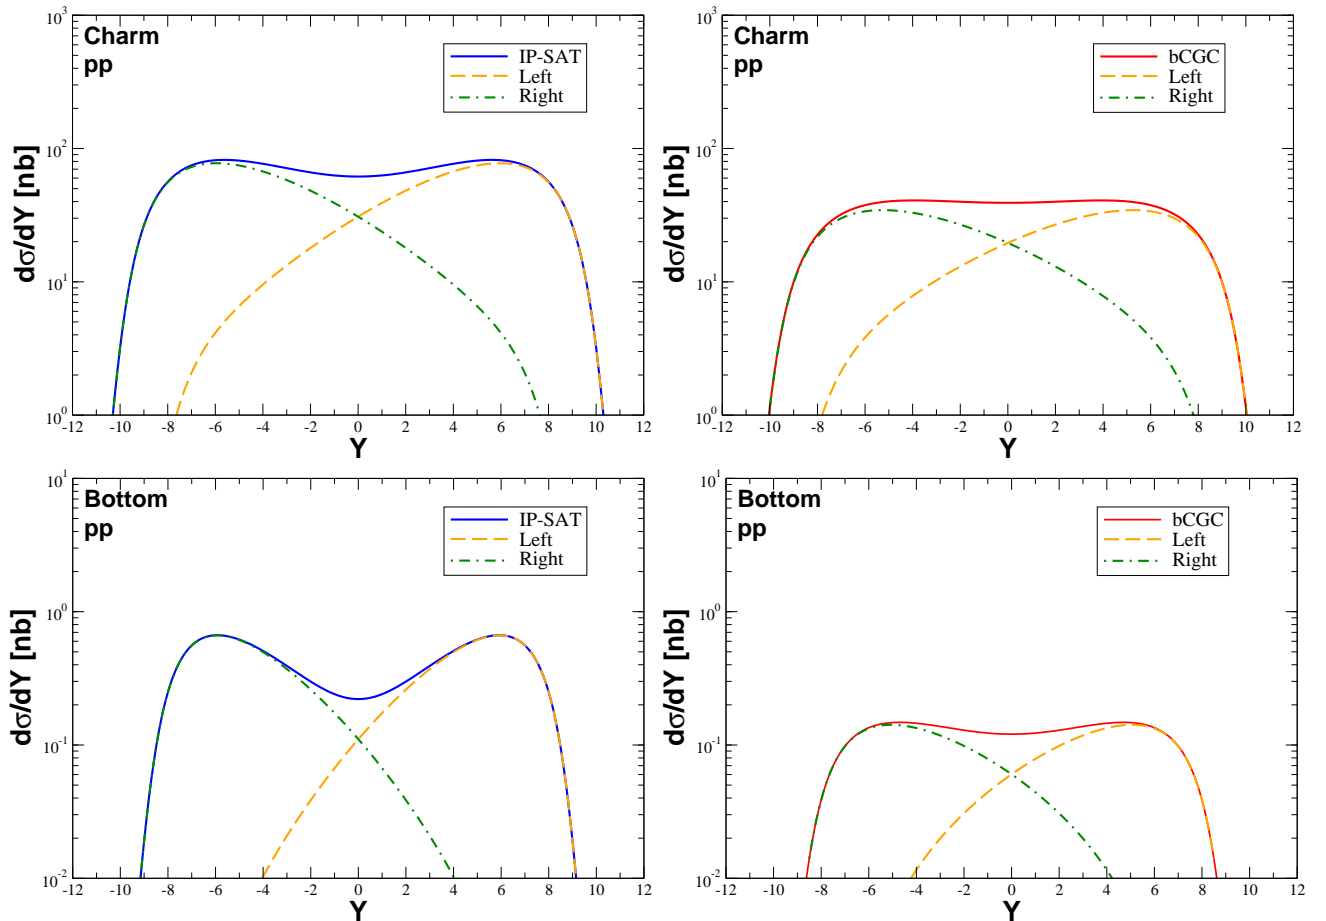 Charm
pp
IP-SAT
Left
Right
dσ/dY [nb]
10^3
10^2
10^1
10^0
-12 -10 -8 -6 -4 -2 0 2 4 6 8 10 12
Y
Charm
pp
bCGC
Left
Right
dσ/dY [nb]
10^3
10^2
10^1
10^0
-12 -10 -8 -6 -4 -2 0 2 4 6 8 10 12
Y
Bottom
pp
IP-SAT
Left
Right
dσ/dY [nb]
10^1
10^0
10^-1
10^-2
-12 -10 -8 -6 -4 -2 0 2 4 6 8 10 12
Y
Bottom
pp
bCGC
Left
Right
dσ/dY [nb]
10^1
10^0
10^-1
10^-2
-12 -10 -8 -6 -4 -2 0 2 4 6 8 10 12
Y